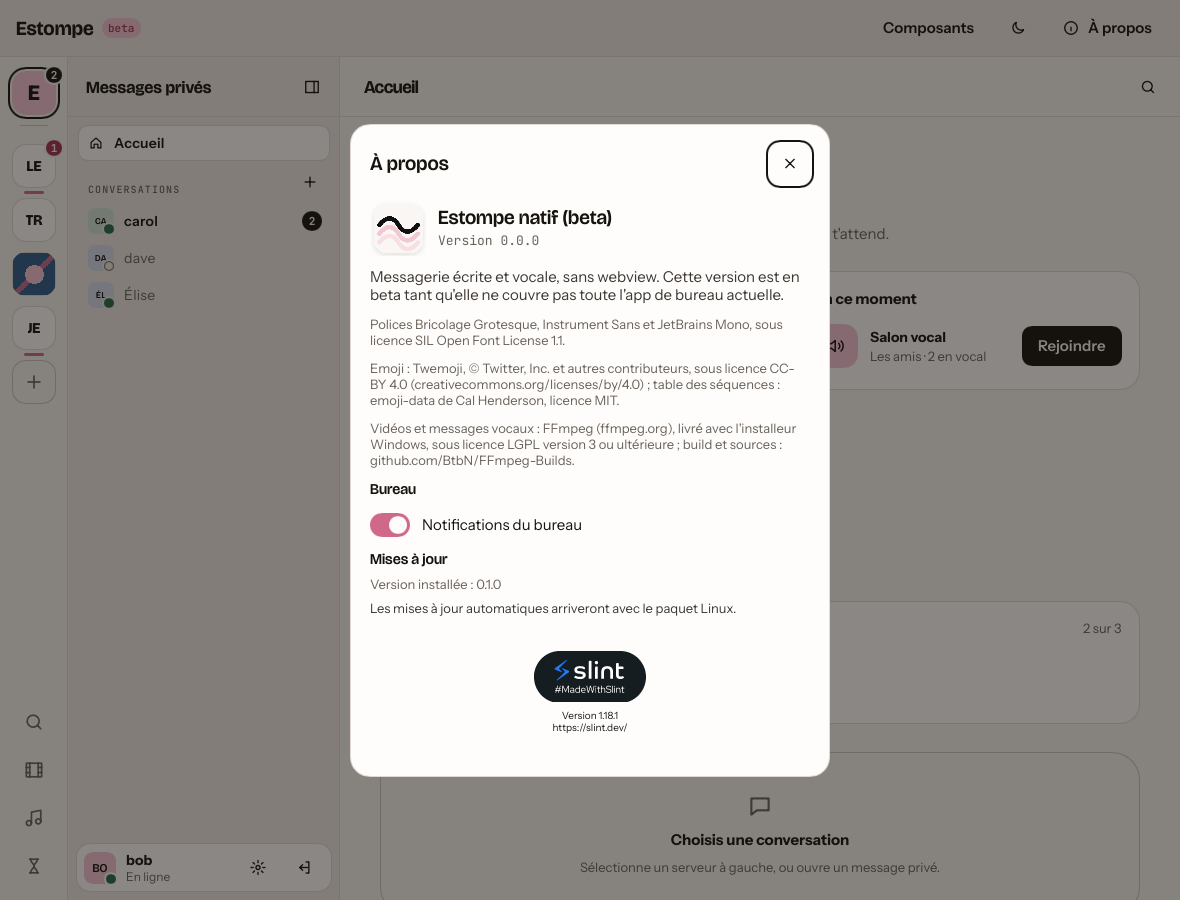 Estompe beta
Composants
À propos
E
2
Messages privés
Accueil
LE
1
TR
JE
Accueil
CONVERSATIONS
CA
carol
2
DA
dave
ÉL
Élise
BO
bob
En ligne
t'attend.
ce moment
Salon vocal
Les amis · 2 en vocal
Rejoindre
2 sur 3
Choisis une conversation
Sélectionne un serveur à gauche, ou ouvre un message privé.
À propos
Estompe natif (beta)
Version 0.0.0
Messagerie écrite et vocale, sans webview. Cette version est en
beta tant qu'elle ne couvre pas toute l'app de bureau actuelle.
Polices Bricolage Grotesque, Instrument Sans et JetBrains Mono, sous
licence SIL Open Font License 1.1.
Emoji : Twemoji, © Twitter, Inc. et autres contributeurs, sous licence CC-
BY 4.0 (creativecommons.org/licenses/by/4.0) ; table des séquences :
emoji-data de Cal Henderson, licence MIT.
Vidéos et messages vocaux : FFmpeg (ffmpeg.org), livré avec l'installeur
Windows, sous licence LGPL version 3 ou ultérieure ; build et sources :
github.com/BtbN/FFmpeg-Builds.
Bureau
Notifications du bureau
Mises à jour
Version installée : 0.1.0
Les mises à jour automatiques arriveront avec le paquet Linux.
slint
#MadeWithSlint
Version 1.18.1
https://slint.dev/